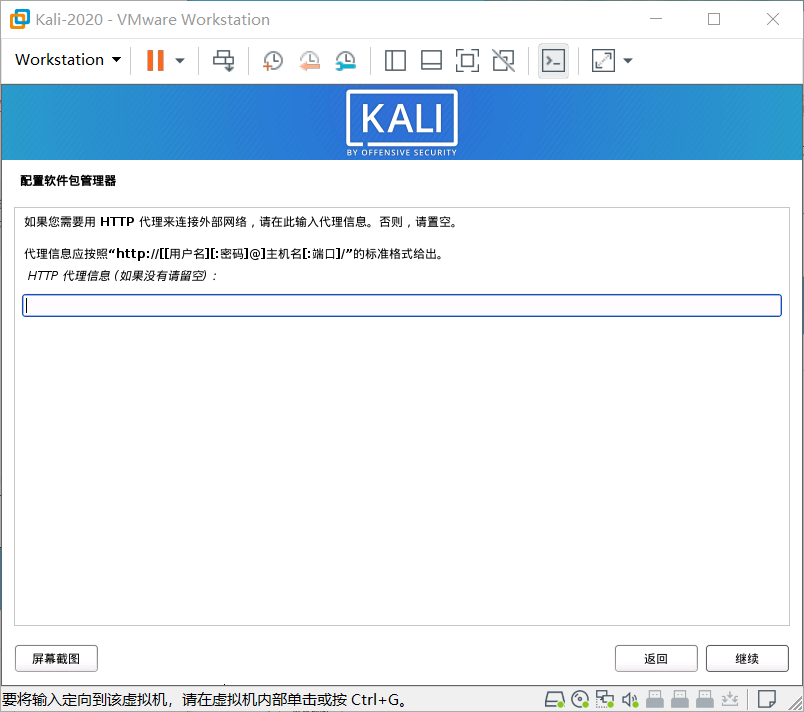 Kali-2020 - VMware Workstation
Workstation
KALI
BY OFFENSIVE SECURITY
配置软件包管理器
如果您需要用 HTTP 代理来连接外部网络，请在此输入代理信息。否则，请置空。
代理信息应按照“http://[[用户名][:密码]@]主机名[:端口]/”的标准格式给出。
HTTP 代理信息 (如果没有请留空)：
屏幕截图
返回
继续
要将输入定向到该虚拟机，请在虚拟机内部单击或按 Ctrl+G。